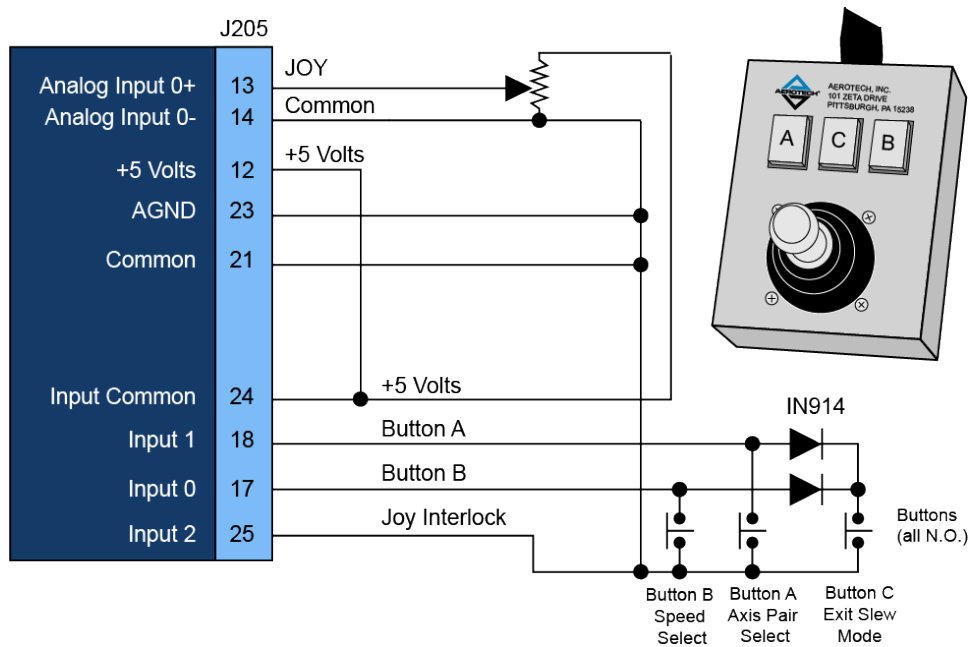 J205
Analog Input 0+ 13 JOY
Analog Input 0- 14 Common
+5 Volts 12 +5 Volts
AGND 23
Common 21
Input Common 24 +5 Volts
Input 1 18 Button A
Input 0 17 Button B
Input 2 25 Joy Interlock
AEROTECH
AEROTECH, INC.
101 ZETA DRIVE
PITTSBURGH, PA 15238
A C B
IN914
Buttons
(all N.O.)
Button B
Speed
Select
Button A
Axis Pair
Select
Button C
Exit Slew
Mode